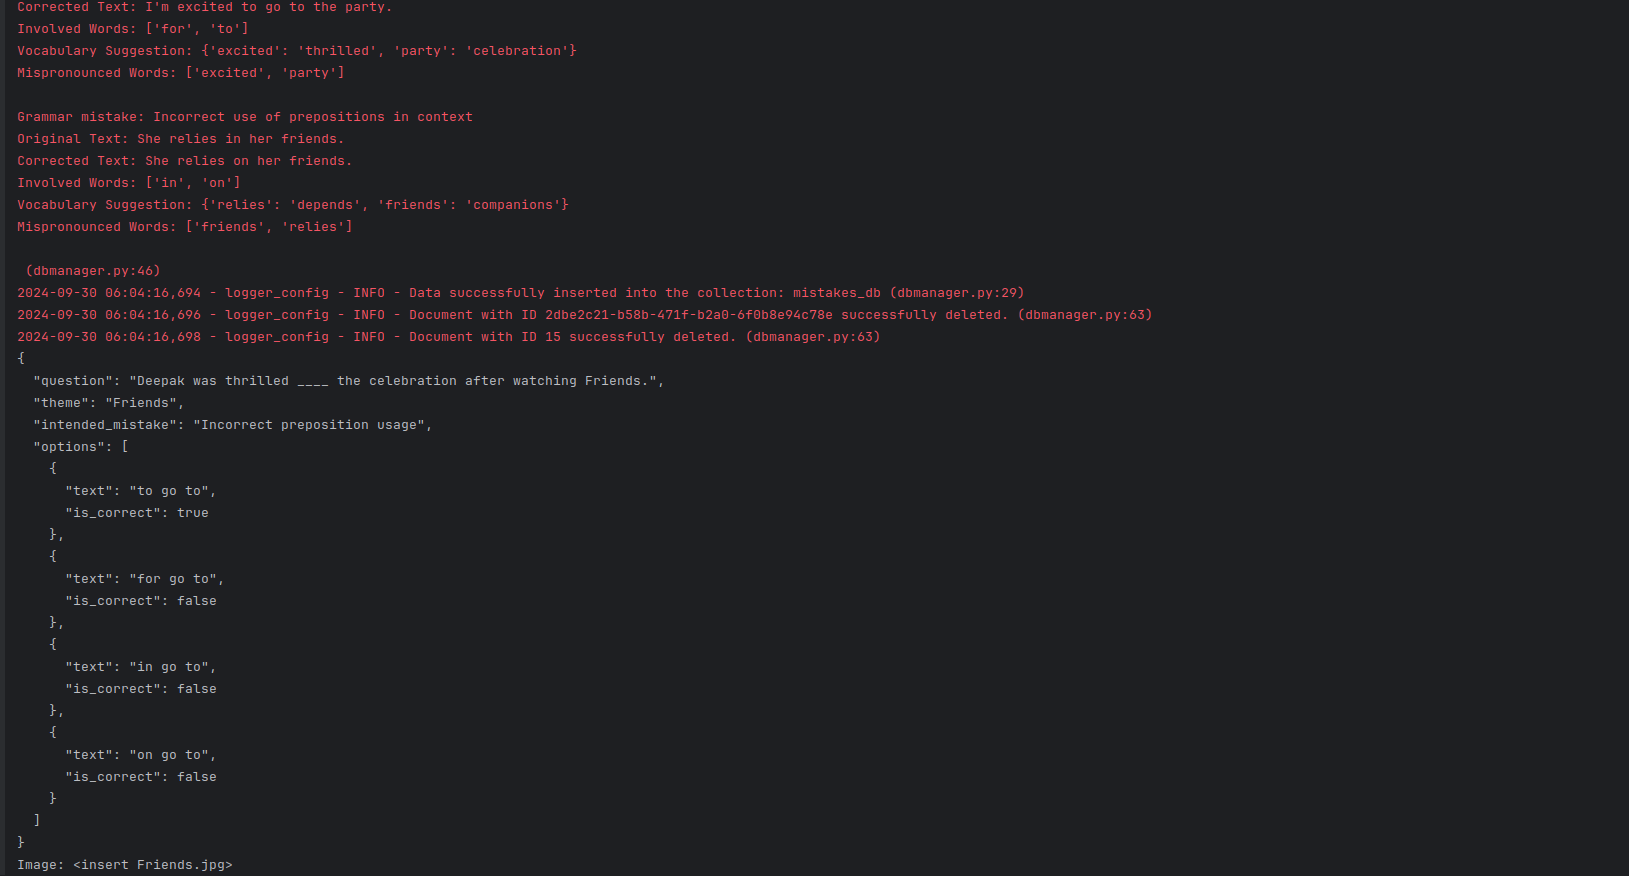 Corrected Text: I'm excited to go to the party.
Involved Words: ['for', 'to']
Vocabulary Suggestion: {'excited': 'thrilled', 'party': 'celebration'}
Mispronounced Words: ['excited', 'party']
Grammar mistake: Incorrect use of prepositions in context
Original Text: She relies in her friends.
Corrected Text: She relies on her friends.
Involved Words: ['in', 'on']
Vocabulary Suggestion: {'relies': 'depends', 'friends': 'companions'}
Mispronounced Words: ['friends', 'relies']
(dbmanager.py:46)
2024-09-30 06:04:16,694 - logger_config - INFO - Data successfully inserted into the collection: mistakes_db (dbmanager.py:29)
2024-09-30 06:04:16,696 - logger_config - INFO - Document with ID 2dbe2c21-b58b-471f-b2a0-6f0b8e94c78e successfully deleted. (dbmanager.py:63)
2024-09-30 06:04:16,698 - logger_config - INFO - Document with ID 15 successfully deleted. (dbmanager.py:63)
{
  "question": "Deepak was thrilled ____ the celebration after watching Friends.",
  "theme": "Friends",
  "intended_mistake": "Incorrect preposition usage",
  "options": [
    {
      "text": "to go to",
      "is_correct": true
    },
    {
      "text": "for go to",
      "is_correct": false
    },
    {
      "text": "in go to",
      "is_correct": false
    },
    {
      "text": "on go to",
      "is_correct": false
    }
  ]
}
Image: <insert Friends.jpg>